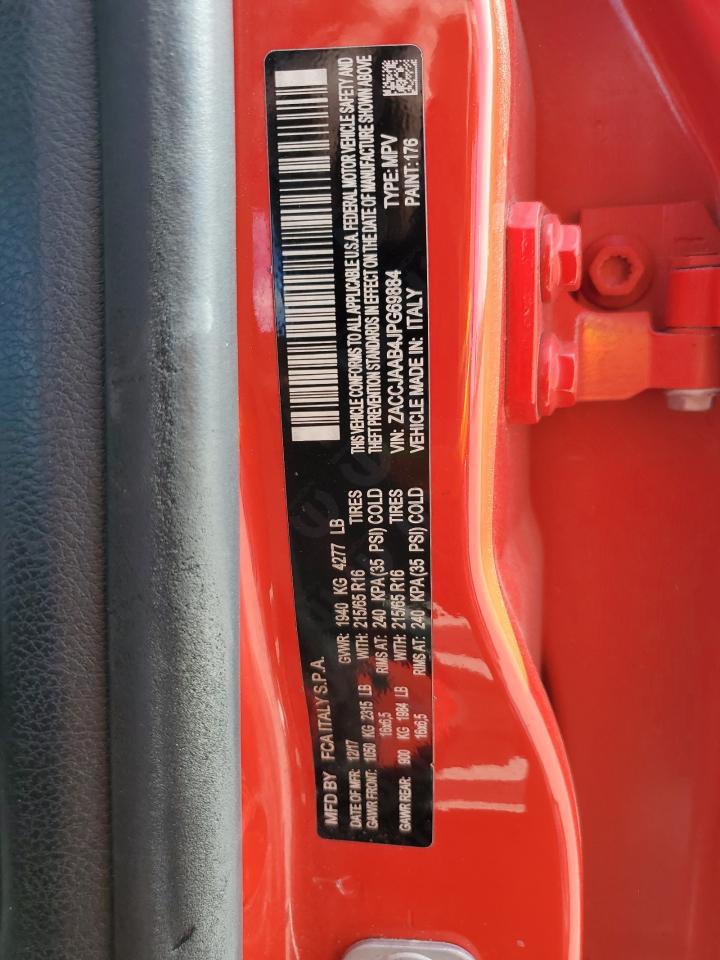 MFD BY FCA ITALY S.P.A.
DATE OF MFR: 12/17 GVWR: 1940 KG 4277 LB
GAWR FRONT: 1050 KG 2315 LB WITH: 215/65 R16 TIRES
16x6,5 RIMS AT: 240 KPA(35 PSI) COLD
GAWR REAR: 900 KG 1984 LB WITH: 215/65 R16 TIRES
16x6,5 RIMS AT: 240 KPA(35 PSI) COLD
THIS VEHICLE CONFORMS TO ALL APPLICABLE U.S.A. FEDERAL MOTOR VEHICLE SAFETY AND
THEFT PREVENTION STANDARDS IN EFFECT ON THE DATE OF MANUFACTURE SHOWN ABOVE
VIN: ZACCJAAB4JPG69884 TYPE: MPV
VEHICLE MADE IN: ITALY PAINT: 176